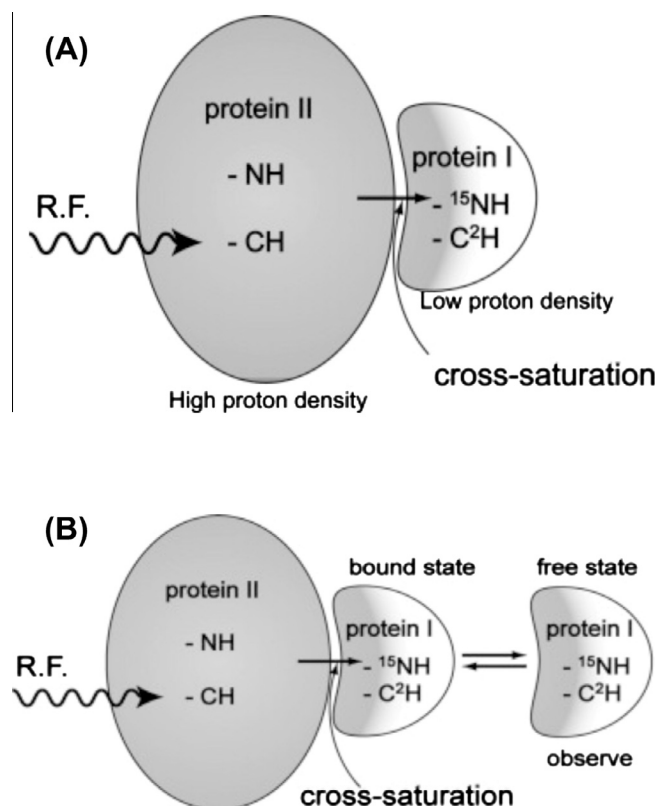 (A)
protein II
- NH
- CH
R.F.
protein I
- ¹⁵NH
- C²H
Low proton density
cross-saturation
High proton density
(B)
bound state
free state
protein II
- NH
- CH
R.F.
protein I
- ¹⁵NH
- C²H
protein I
- ¹⁵NH
- C²H
observe
cross-saturation